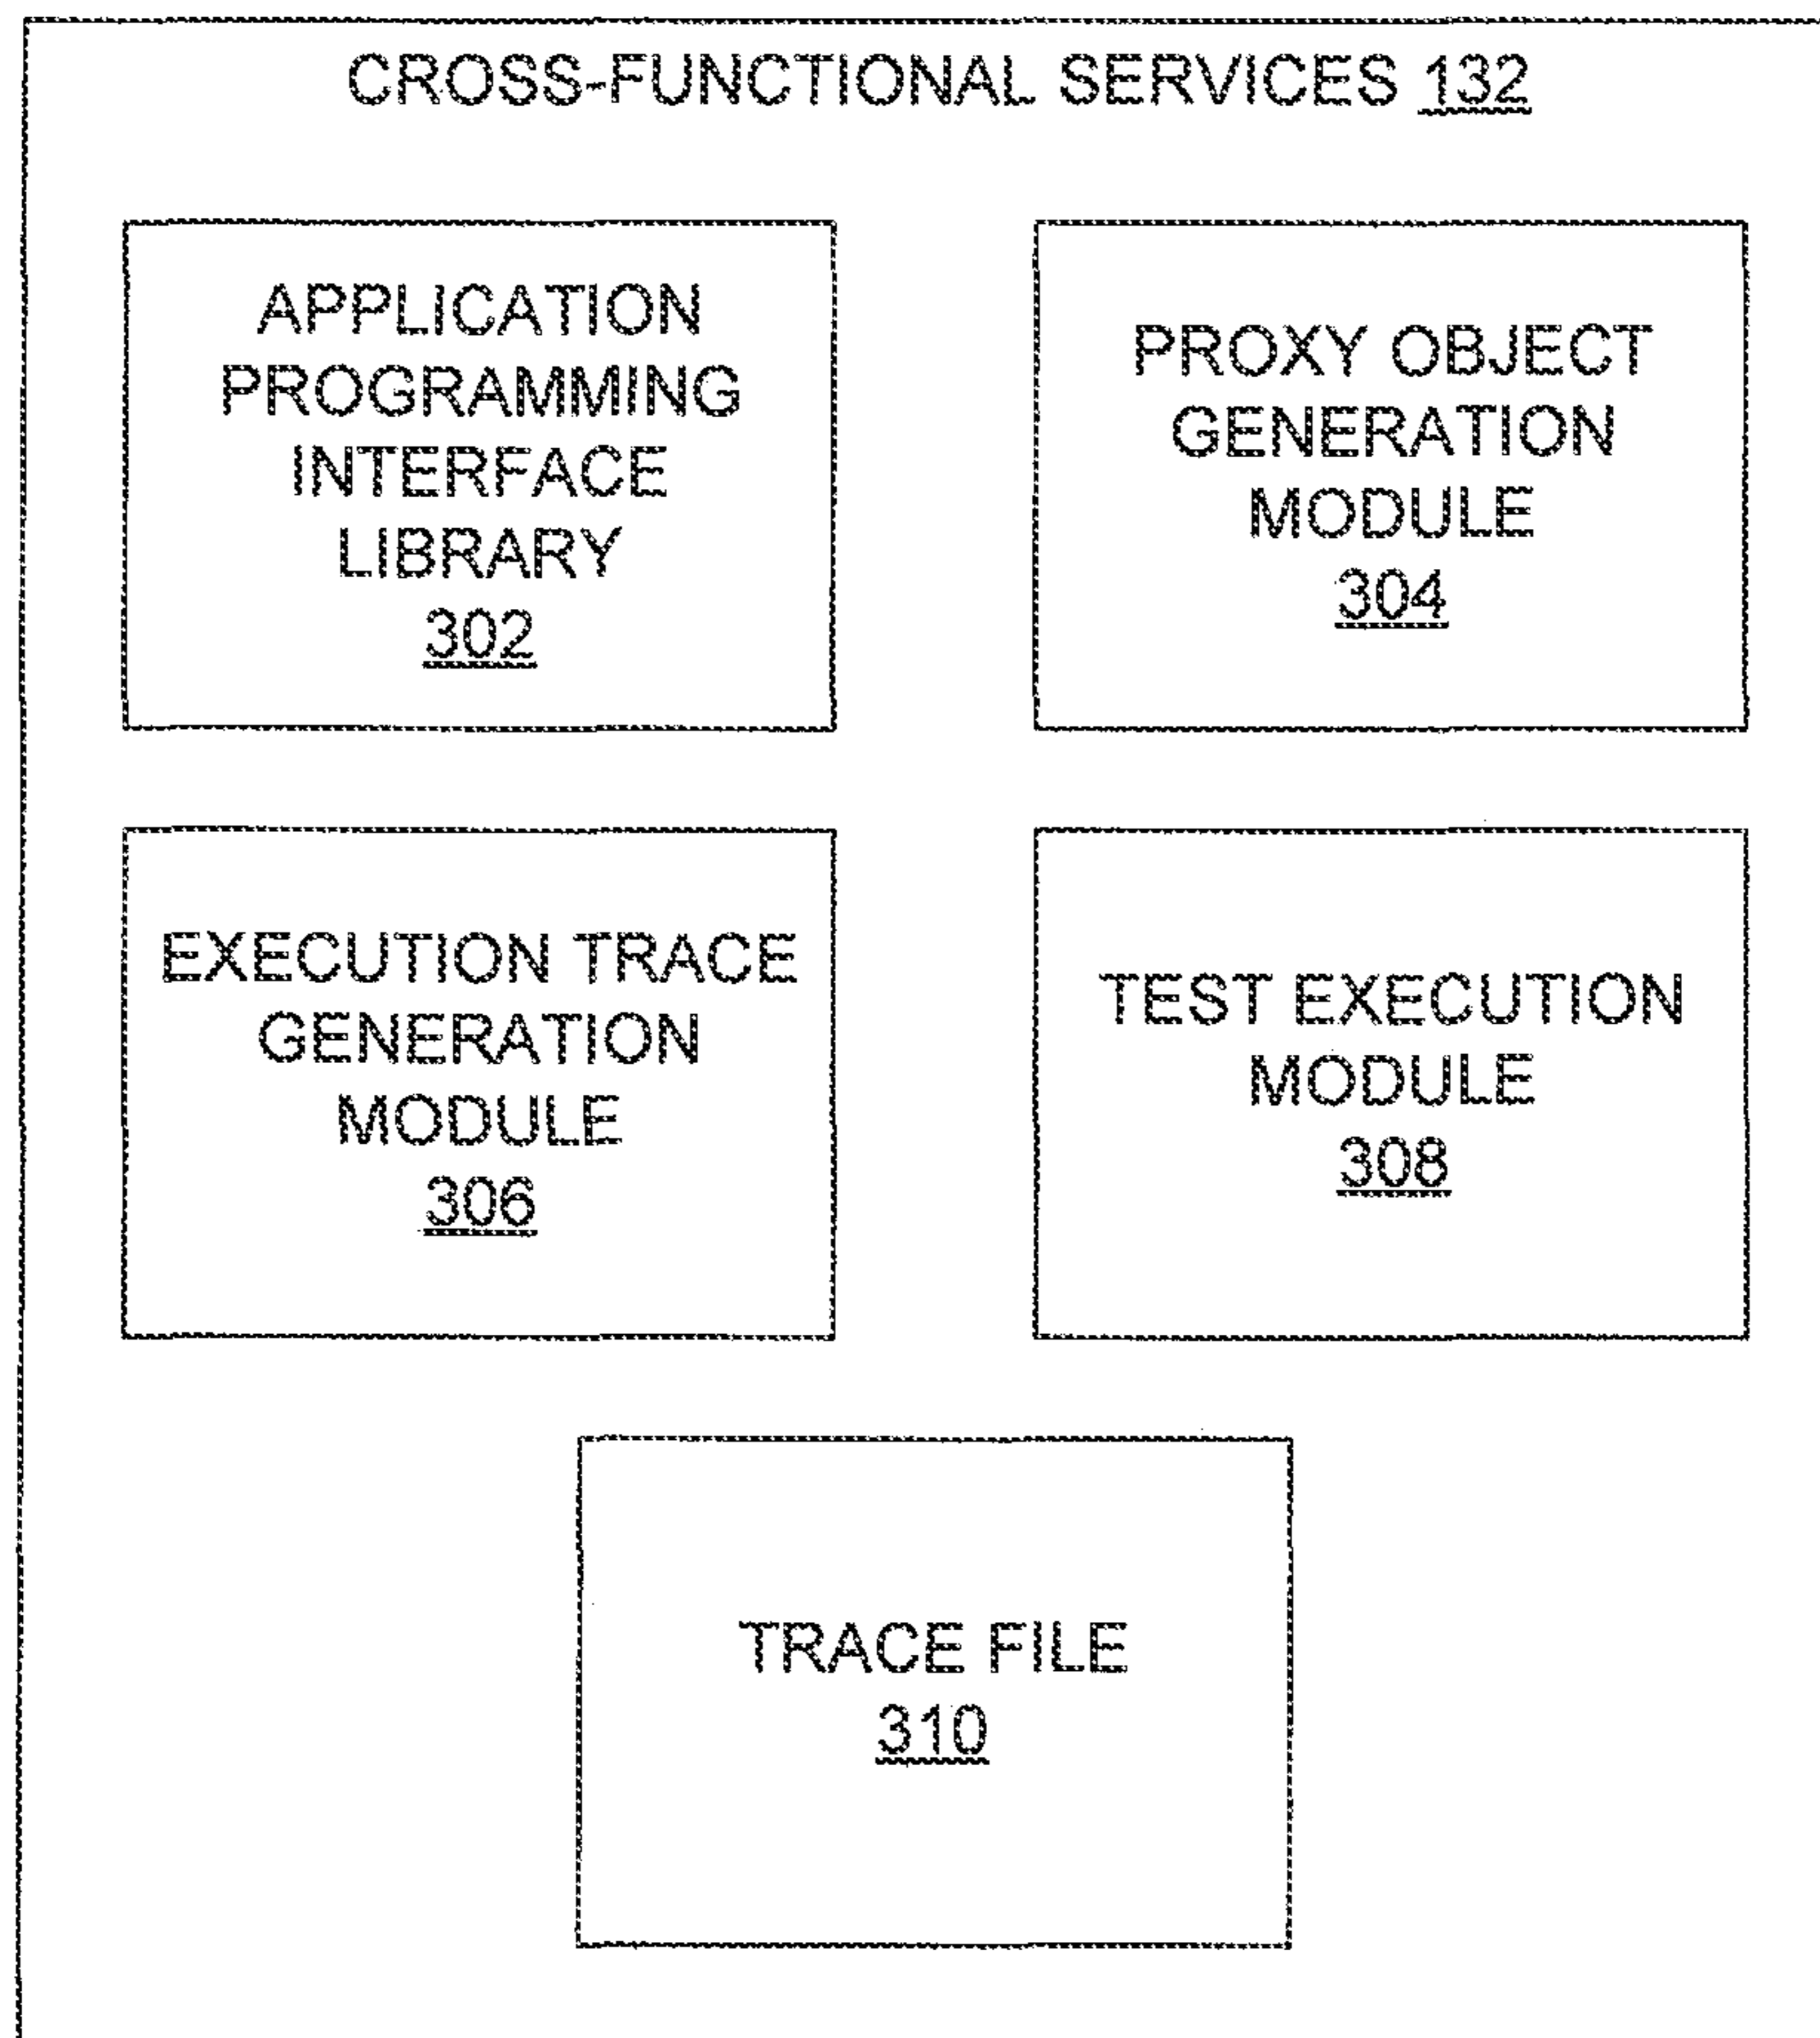 CROSS-FUNCTIONAL SERVICES 132
APPLICATION
PROGRAMMING
INTERFACE
LIBRARY
302
PROXY OBJECT
GENERATION
MODULE
304
EXECUTION TRACE
GENERATION
MODULE
306
TEST EXECUTION
MODULE
308
TRACE FILE
310